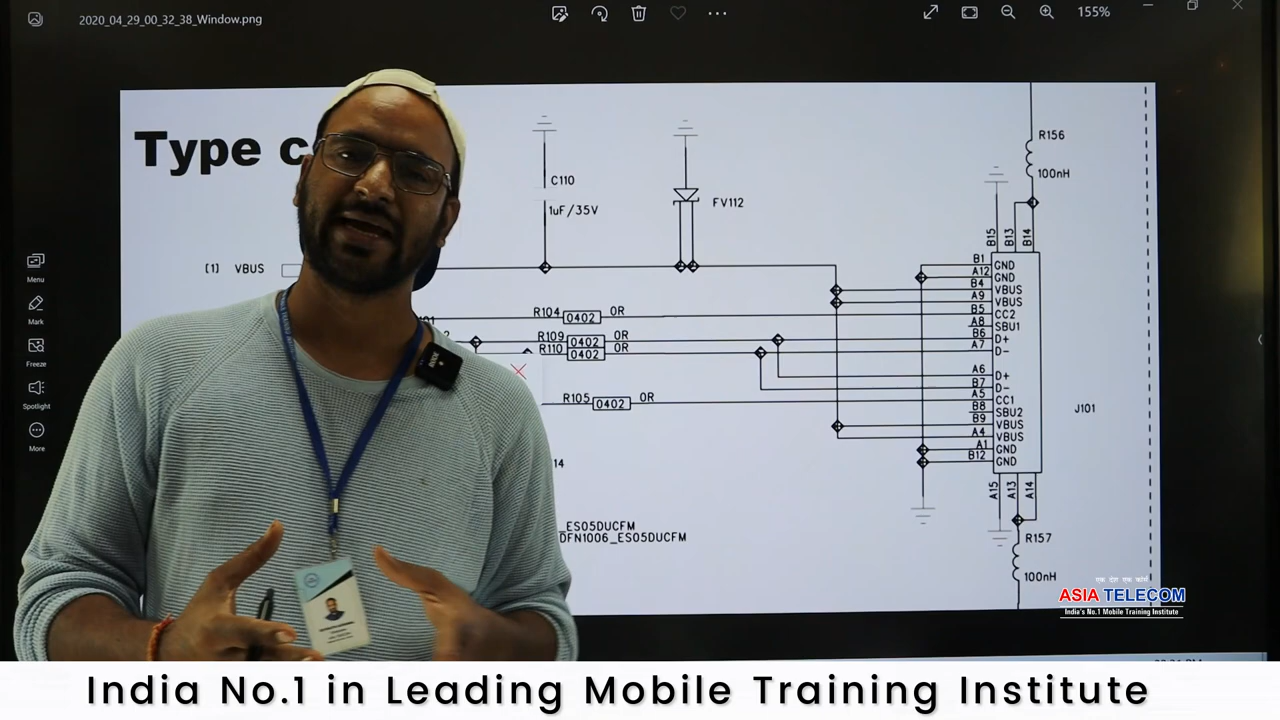 2020_04_29_00_32_38_Window.png
155%
Type c
C110
1uF/35V
FV112
R156
100nH
B15
B13
B14
[1] VBUS
R104 0402 0R
R109 0402 0R
R110 0402 0R
R105 0402 0R
B1 GND
A12 GND
B4 VBUS
A9 VBUS
B5 CC2
A8 SBU1
B6 D+
A7 D-
A6 D+
B7 D-
A5 CC1
B8 SBU2
B9 VBUS
A4 VBUS
A1 GND
B12 GND
J101
A15
A13
A14
R157
100nH
14
_ES05DUCFM
DFN1006_ES05DUCFM
Menu
Mark
Freeze
Spotlight
More
एक देश एक कोर्स
ASIA TELECOM
India's No.1 Mobile Training Institute
India No.1 in Leading Mobile Training Institute